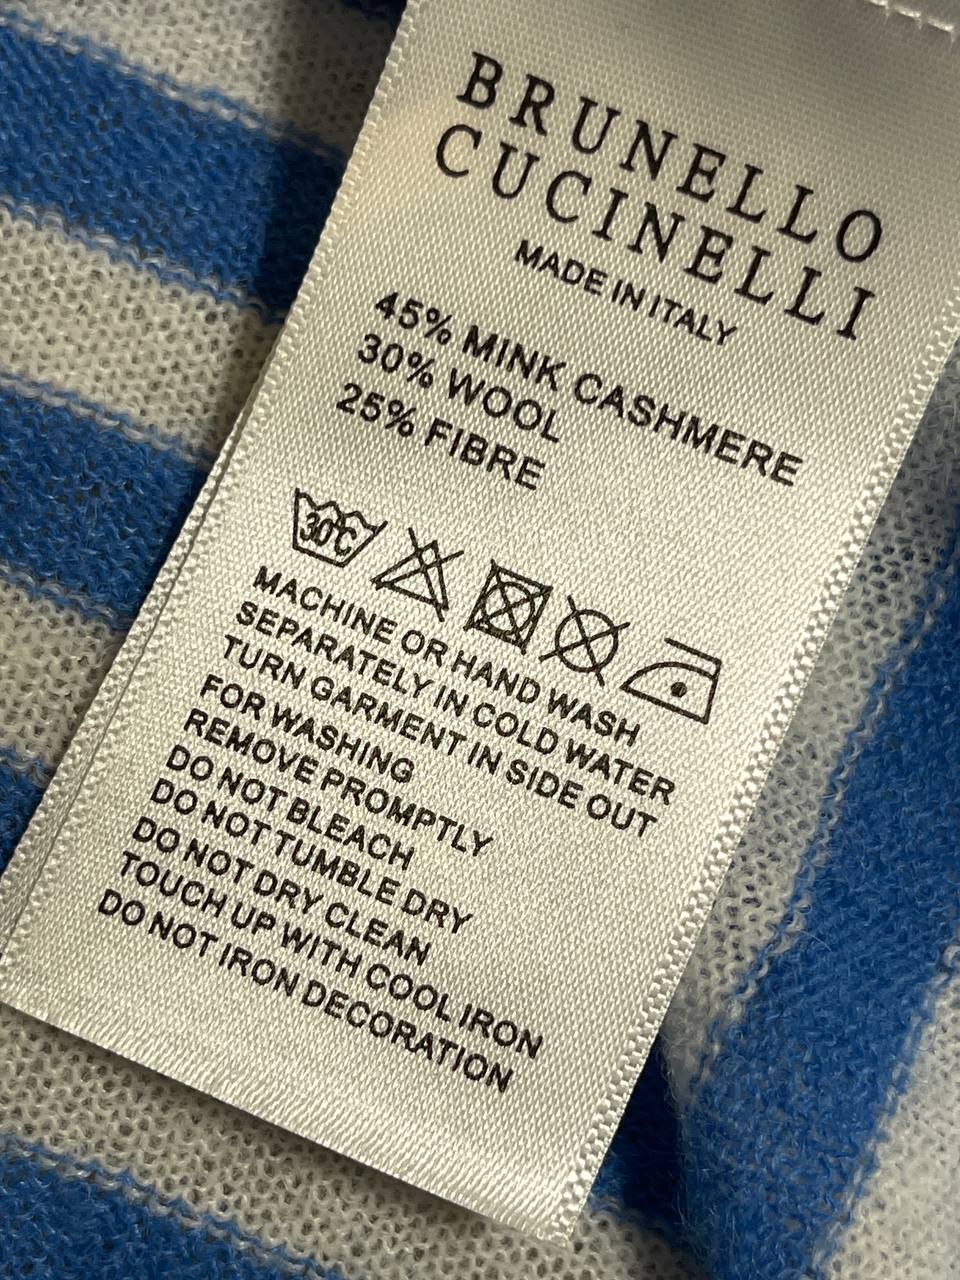 BRUNELLO
CUCINELLI
MADE IN ITALY
45% MINK CASHMERE
30% WOOL
25% FIBRE
30℃
MACHINE OR HAND WASH
SEPARATELY IN COLD WATER
TURN GARMENT IN SIDE OUT
FOR WASHING
REMOVE PROMPTLY
DO NOT BLEACH
DO NOT TUMBLE DRY
DO NOT DRY CLEAN
TOUCH UP WITH COOL IRON
DO NOT IRON DECORATION